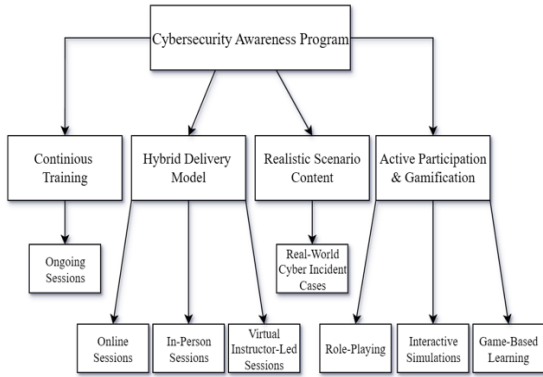 Cybersecurity Awareness Program
Continious
Training
Hybrid Delivery
Model
Realistic Scenario
Content
Active Participation
& Gamification
Ongoing
Sessions
Real-World
Cyber Incident
Cases
Online
Sessions
In-Person
Sessions
Virtual
Instructor-Led
Sessions
Role-Playing
Interactive
Simulations
Game-Based
Learning